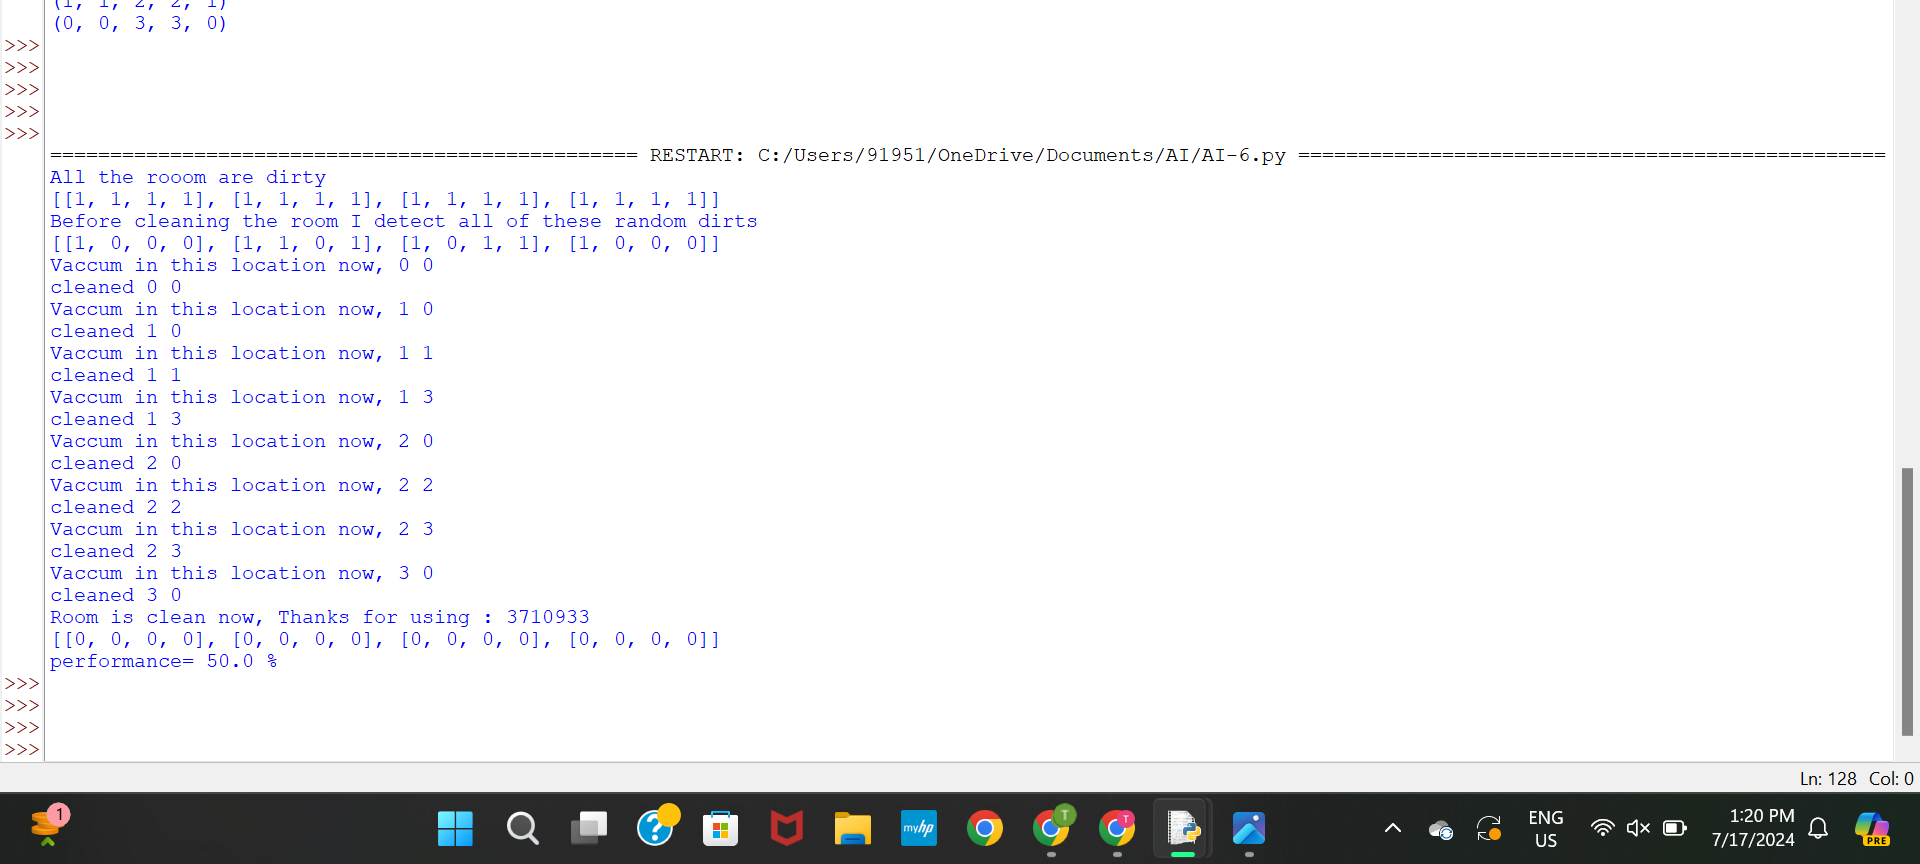 (1, 1, 2, 2, 1)
(0, 0, 3, 3, 0)
>>>
>>>
>>>
>>>
>>>
================================================= RESTART: C:/Users/91951/OneDrive/Documents/AI/AI-6.py =================================================
All the rooom are dirty
[[1, 1, 1, 1], [1, 1, 1, 1], [1, 1, 1, 1], [1, 1, 1, 1]]
Before cleaning the room I detect all of these random dirts
[[1, 0, 0, 0], [1, 1, 0, 1], [1, 0, 1, 1], [1, 0, 0, 0]]
Vaccum in this location now, 0 0
cleaned 0 0
Vaccum in this location now, 1 0
cleaned 1 0
Vaccum in this location now, 1 1
cleaned 1 1
Vaccum in this location now, 1 3
cleaned 1 3
Vaccum in this location now, 2 0
cleaned 2 0
Vaccum in this location now, 2 2
cleaned 2 2
Vaccum in this location now, 2 3
cleaned 2 3
Vaccum in this location now, 3 0
cleaned 3 0
Room is clean now, Thanks for using : 3710933
[[0, 0, 0, 0], [0, 0, 0, 0], [0, 0, 0, 0], [0, 0, 0, 0]]
performance= 50.0 %
>>>
>>>
>>>
>>>
Ln: 128 Col: 0
1
myhp
T
T
ENG
US
1:20 PM
7/17/2024
PRE